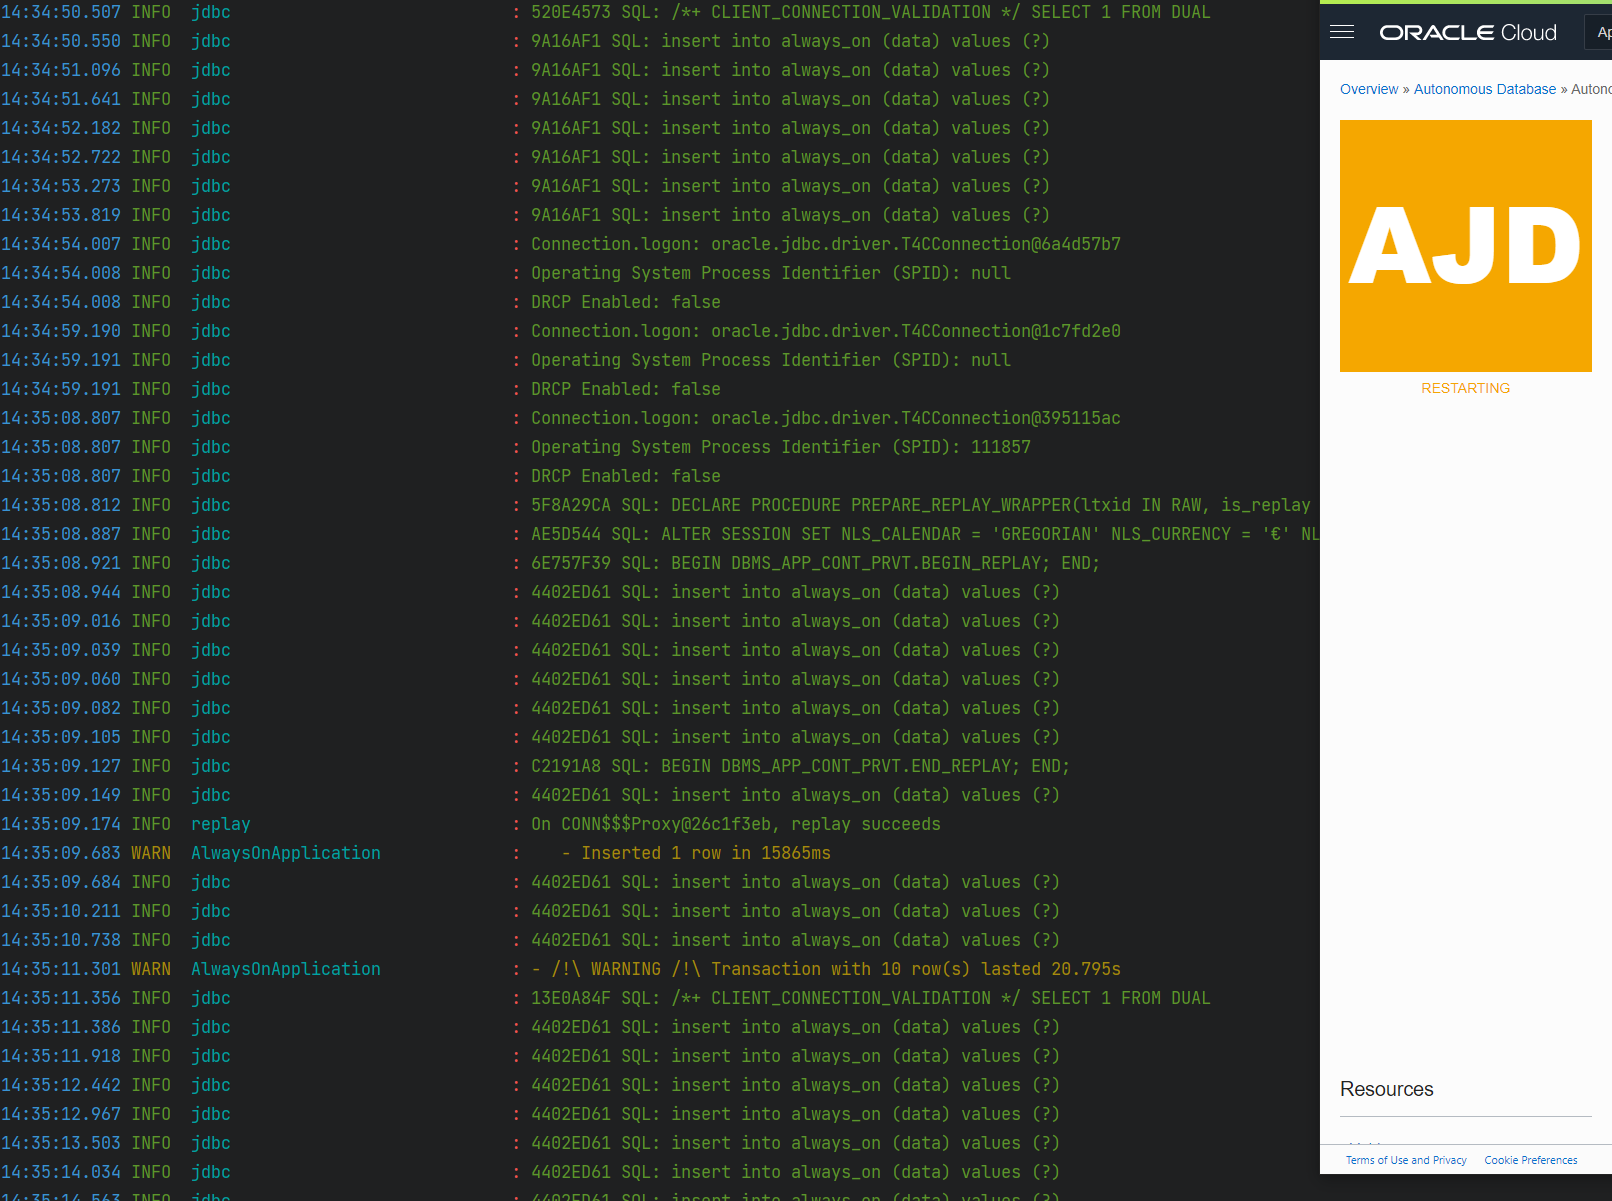 14:34:50.507 INFO jdbc : 520E4573 SQL: /*+ CLIENT_CONNECTION_VALIDATION */ SELECT 1 FROM DUAL
14:34:50.550 INFO jdbc : 9A16AF1 SQL: insert into always_on (data) values (?)
14:34:51.096 INFO jdbc : 9A16AF1 SQL: insert into always_on (data) values (?)
14:34:51.641 INFO jdbc : 9A16AF1 SQL: insert into always_on (data) values (?)
14:34:52.182 INFO jdbc : 9A16AF1 SQL: insert into always_on (data) values (?)
14:34:52.722 INFO jdbc : 9A16AF1 SQL: insert into always_on (data) values (?)
14:34:53.273 INFO jdbc : 9A16AF1 SQL: insert into always_on (data) values (?)
14:34:53.819 INFO jdbc : 9A16AF1 SQL: insert into always_on (data) values (?)
14:34:54.007 INFO jdbc : Connection.logon: oracle.jdbc.driver.T4CConnection@6a4d57b7
14:34:54.008 INFO jdbc : Operating System Process Identifier (SPID): null
14:34:54.008 INFO jdbc : DRCP Enabled: false
14:34:59.190 INFO jdbc : Connection.logon: oracle.jdbc.driver.T4CConnection@1c7fd2e0
14:34:59.191 INFO jdbc : Operating System Process Identifier (SPID): null
14:34:59.191 INFO jdbc : DRCP Enabled: false
14:35:08.807 INFO jdbc : Connection.logon: oracle.jdbc.driver.T4CConnection@395115ac
14:35:08.807 INFO jdbc : Operating System Process Identifier (SPID): 111857
14:35:08.807 INFO jdbc : DRCP Enabled: false
14:35:08.812 INFO jdbc : 5F8A29CA SQL: DECLARE PROCEDURE PREPARE_REPLAY_WRAPPER(ltxid IN RAW, is_replay
14:35:08.887 INFO jdbc : AE5D544 SQL: ALTER SESSION SET NLS_CALENDAR = 'GREGORIAN' NLS_CURRENCY = '€' NL
14:35:08.921 INFO jdbc : 6E757F39 SQL: BEGIN DBMS_APP_CONT_PRVT.BEGIN_REPLAY; END;
14:35:08.944 INFO jdbc : 4402ED61 SQL: insert into always_on (data) values (?)
14:35:09.016 INFO jdbc : 4402ED61 SQL: insert into always_on (data) values (?)
14:35:09.039 INFO jdbc : 4402ED61 SQL: insert into always_on (data) values (?)
14:35:09.060 INFO jdbc : 4402ED61 SQL: insert into always_on (data) values (?)
14:35:09.082 INFO jdbc : 4402ED61 SQL: insert into always_on (data) values (?)
14:35:09.105 INFO jdbc : 4402ED61 SQL: insert into always_on (data) values (?)
14:35:09.127 INFO jdbc : C2191A8 SQL: BEGIN DBMS_APP_CONT_PRVT.END_REPLAY; END;
14:35:09.149 INFO jdbc : 4402ED61 SQL: insert into always_on (data) values (?)
14:35:09.174 INFO replay : On CONN$$$Proxy@26c1f3eb, replay succeeds
14:35:09.683 WARN AlwaysOnApplication : - Inserted 1 row in 15865ms
14:35:09.684 INFO jdbc : 4402ED61 SQL: insert into always_on (data) values (?)
14:35:10.211 INFO jdbc : 4402ED61 SQL: insert into always_on (data) values (?)
14:35:10.738 INFO jdbc : 4402ED61 SQL: insert into always_on (data) values (?)
14:35:11.301 WARN AlwaysOnApplication : - /!\ WARNING /!\ Transaction with 10 row(s) lasted 20.795s
14:35:11.356 INFO jdbc : 13E0A84F SQL: /*+ CLIENT_CONNECTION_VALIDATION */ SELECT 1 FROM DUAL
14:35:11.386 INFO jdbc : 4402ED61 SQL: insert into always_on (data) values (?)
14:35:11.918 INFO jdbc : 4402ED61 SQL: insert into always_on (data) values (?)
14:35:12.442 INFO jdbc : 4402ED61 SQL: insert into always_on (data) values (?)
14:35:12.967 INFO jdbc : 4402ED61 SQL: insert into always_on (data) values (?)
14:35:13.503 INFO jdbc : 4402ED61 SQL: insert into always_on (data) values (?)
14:35:14.034 INFO jdbc : 4402ED61 SQL: insert into always_on (data) values (?)
14:35:14.563 INFO jdbc : 4402ED61 SQL: insert into always_on (data) values (?)
ORACLE Cloud Ap
Overview » Autonomous Database » Autono
AJD
RESTARTING
Resources
Terms of Use and Privacy Cookie Preferences